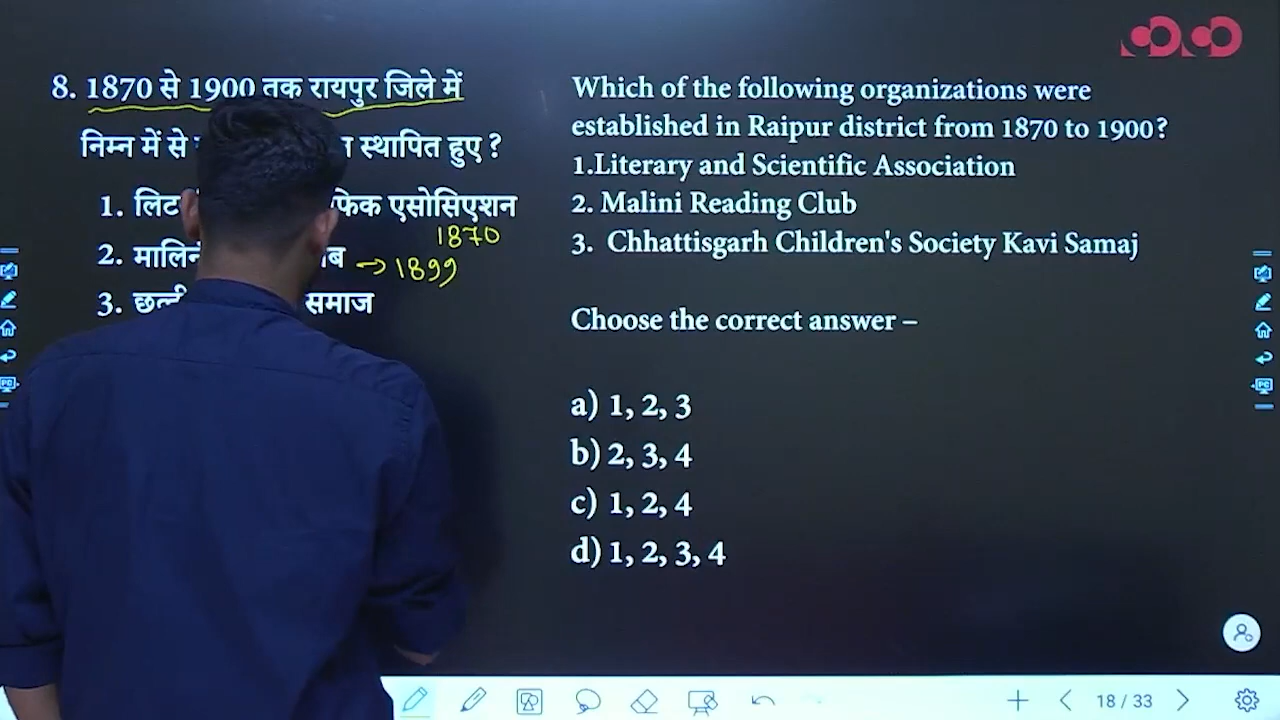 8. 1870 से 1900 तक रायपुर जिले में
निम्न में से स्थापित हुए ?
1. एसोसिएशन
1870
2.
→ 1899
3. समाज
Which of the following organizations were
established in Raipur district from 1870 to 1900?
1.Literary and Scientific Association
2. Malini Reading Club
3. Chhattisgarh Children's Society Kavi Samaj
Choose the correct answer –
a) 1, 2, 3
b) 2, 3, 4
c) 1, 2, 4
d) 1, 2, 3, 4
18 / 33